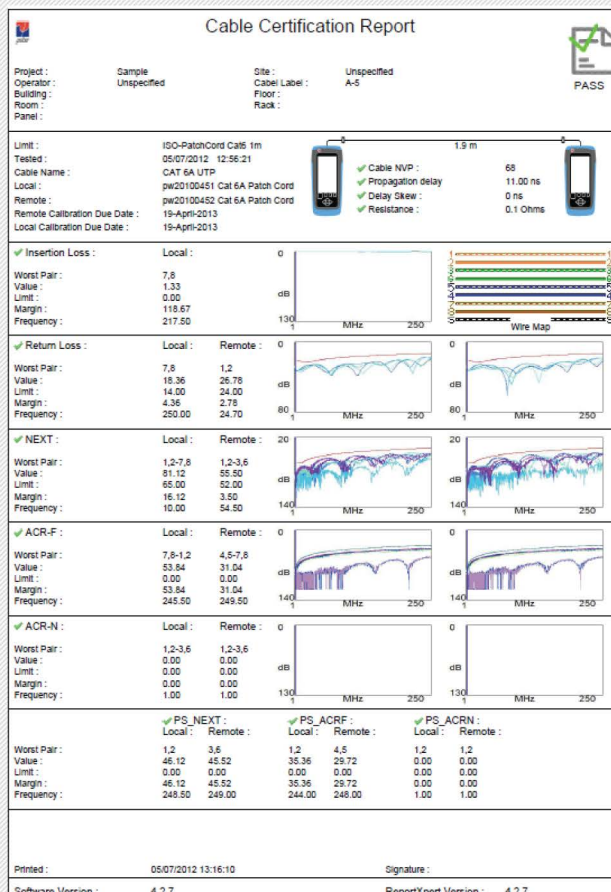 Cable Certification Report
PASS
Project : Sample Site : Unspecified
Operator : Unspecified Cabel Label : A-5
Building : Floor :
Room : Rack :
Panel :
Limit : ISO-PatchCord Cat6 1m
Tested : 05/07/2012 12:56:21
Cable Name : CAT 6A UTP
Local : pw20100451 Cat 6A Patch Cord
Remote : pw20100452 Cat 6A Patch Cord
Remote Calibration Due Date : 19-April-2013
Local Calibration Due Date : 19-April-2013
1.9 m
Cable NVP : 68
Propagation delay 11.00 ns
Delay Skew : 0 ns
Resistance : 0.1 Ohms
Insertion Loss : Local :
Worst Pair : 7,8
Value : 1.33
Limit : 0.00
Margin : 118.67
Frequency : 217.50
0
dB
130
1 MHz 250
Wire Map
Return Loss : Local : Remote :
Worst Pair : 7,8 1,2
Value : 18.36 26.78
Limit : 14.00 24.00
Margin : 4.36 2.78
Frequency : 250.00 24.70
0
dB
80
1 MHz 250
0
dB
80
1 MHz 250
NEXT : Local : Remote :
Worst Pair : 1,2-7,8 1,2-3,6
Value : 81.12 55.50
Limit : 65.00 52.00
Margin : 16.12 3.50
Frequency : 10.00 54.50
20
dB
140
1 MHz 250
20
dB
140
1 MHz 250
ACR-F : Local : Remote :
Worst Pair : 7,8-1,2 4,5-7,8
Value : 53.84 31.04
Limit : 0.00 0.00
Margin : 53.84 31.04
Frequency : 245.50 249.50
0
dB
140
1 MHz 250
0
dB
140
1 MHz 250
ACR-N : Local : Remote :
Worst Pair : 1,2-3,6 1,2-3,6
Value : 0.00 0.00
Limit : 0.00 0.00
Margin : 0.00 0.00
Frequency : 1.00 1.00
0
dB
130
1 MHz 250
0
dB
130
1 MHz 250
PS_NEXT : PS_ACRF : PS_ACRN :
Local : Remote : Local : Remote : Local : Remote :
Worst Pair : 1,2 3,6 1,2 4,5 1,2 1,2
Value : 46.12 45.52 35.36 29.72 0.00 0.00
Limit : 0.00 0.00 0.00 0.00 0.00 0.00
Margin : 46.12 45.52 35.36 29.72 0.00 0.00
Frequency : 248.50 249.00 244.00 248.00 1.00 1.00
Printed : 05/07/2012 13:16:10 Signature :
Software Version : 4.2.7 ReportXpert Version : 4.2.7